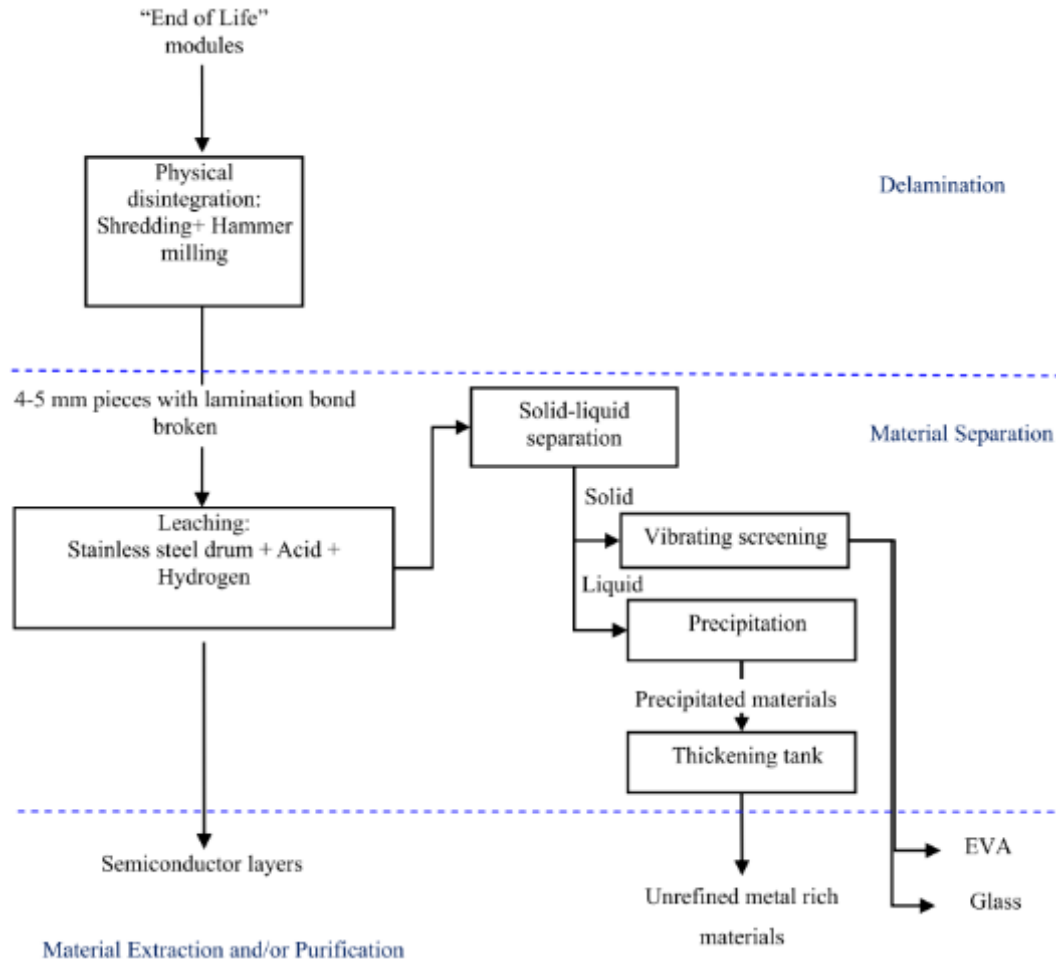 “End of Life”
modules
Physical
disintegration:
Shredding+ Hammer
milling
Delamination
4-5 mm pieces with lamination bond
broken
Solid-liquid
separation
Material Separation
Leaching:
Stainless steel drum + Acid +
Hydrogen
Solid
Vibrating screening
Liquid
Precipitation
Precipitated materials
Thickening tank
Semiconductor layers
EVA
Unrefined metal rich
materials
Glass
Material Extraction and/or Purification